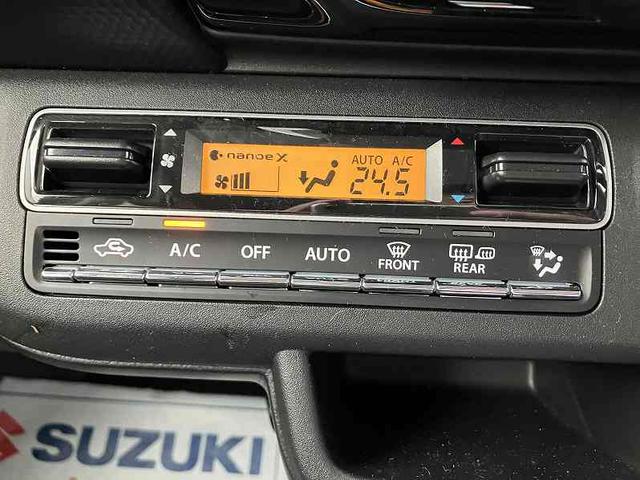 nanoe X
AUTO A/C
24.5
A/C OFF AUTO FRONT REAR
SUZUKI